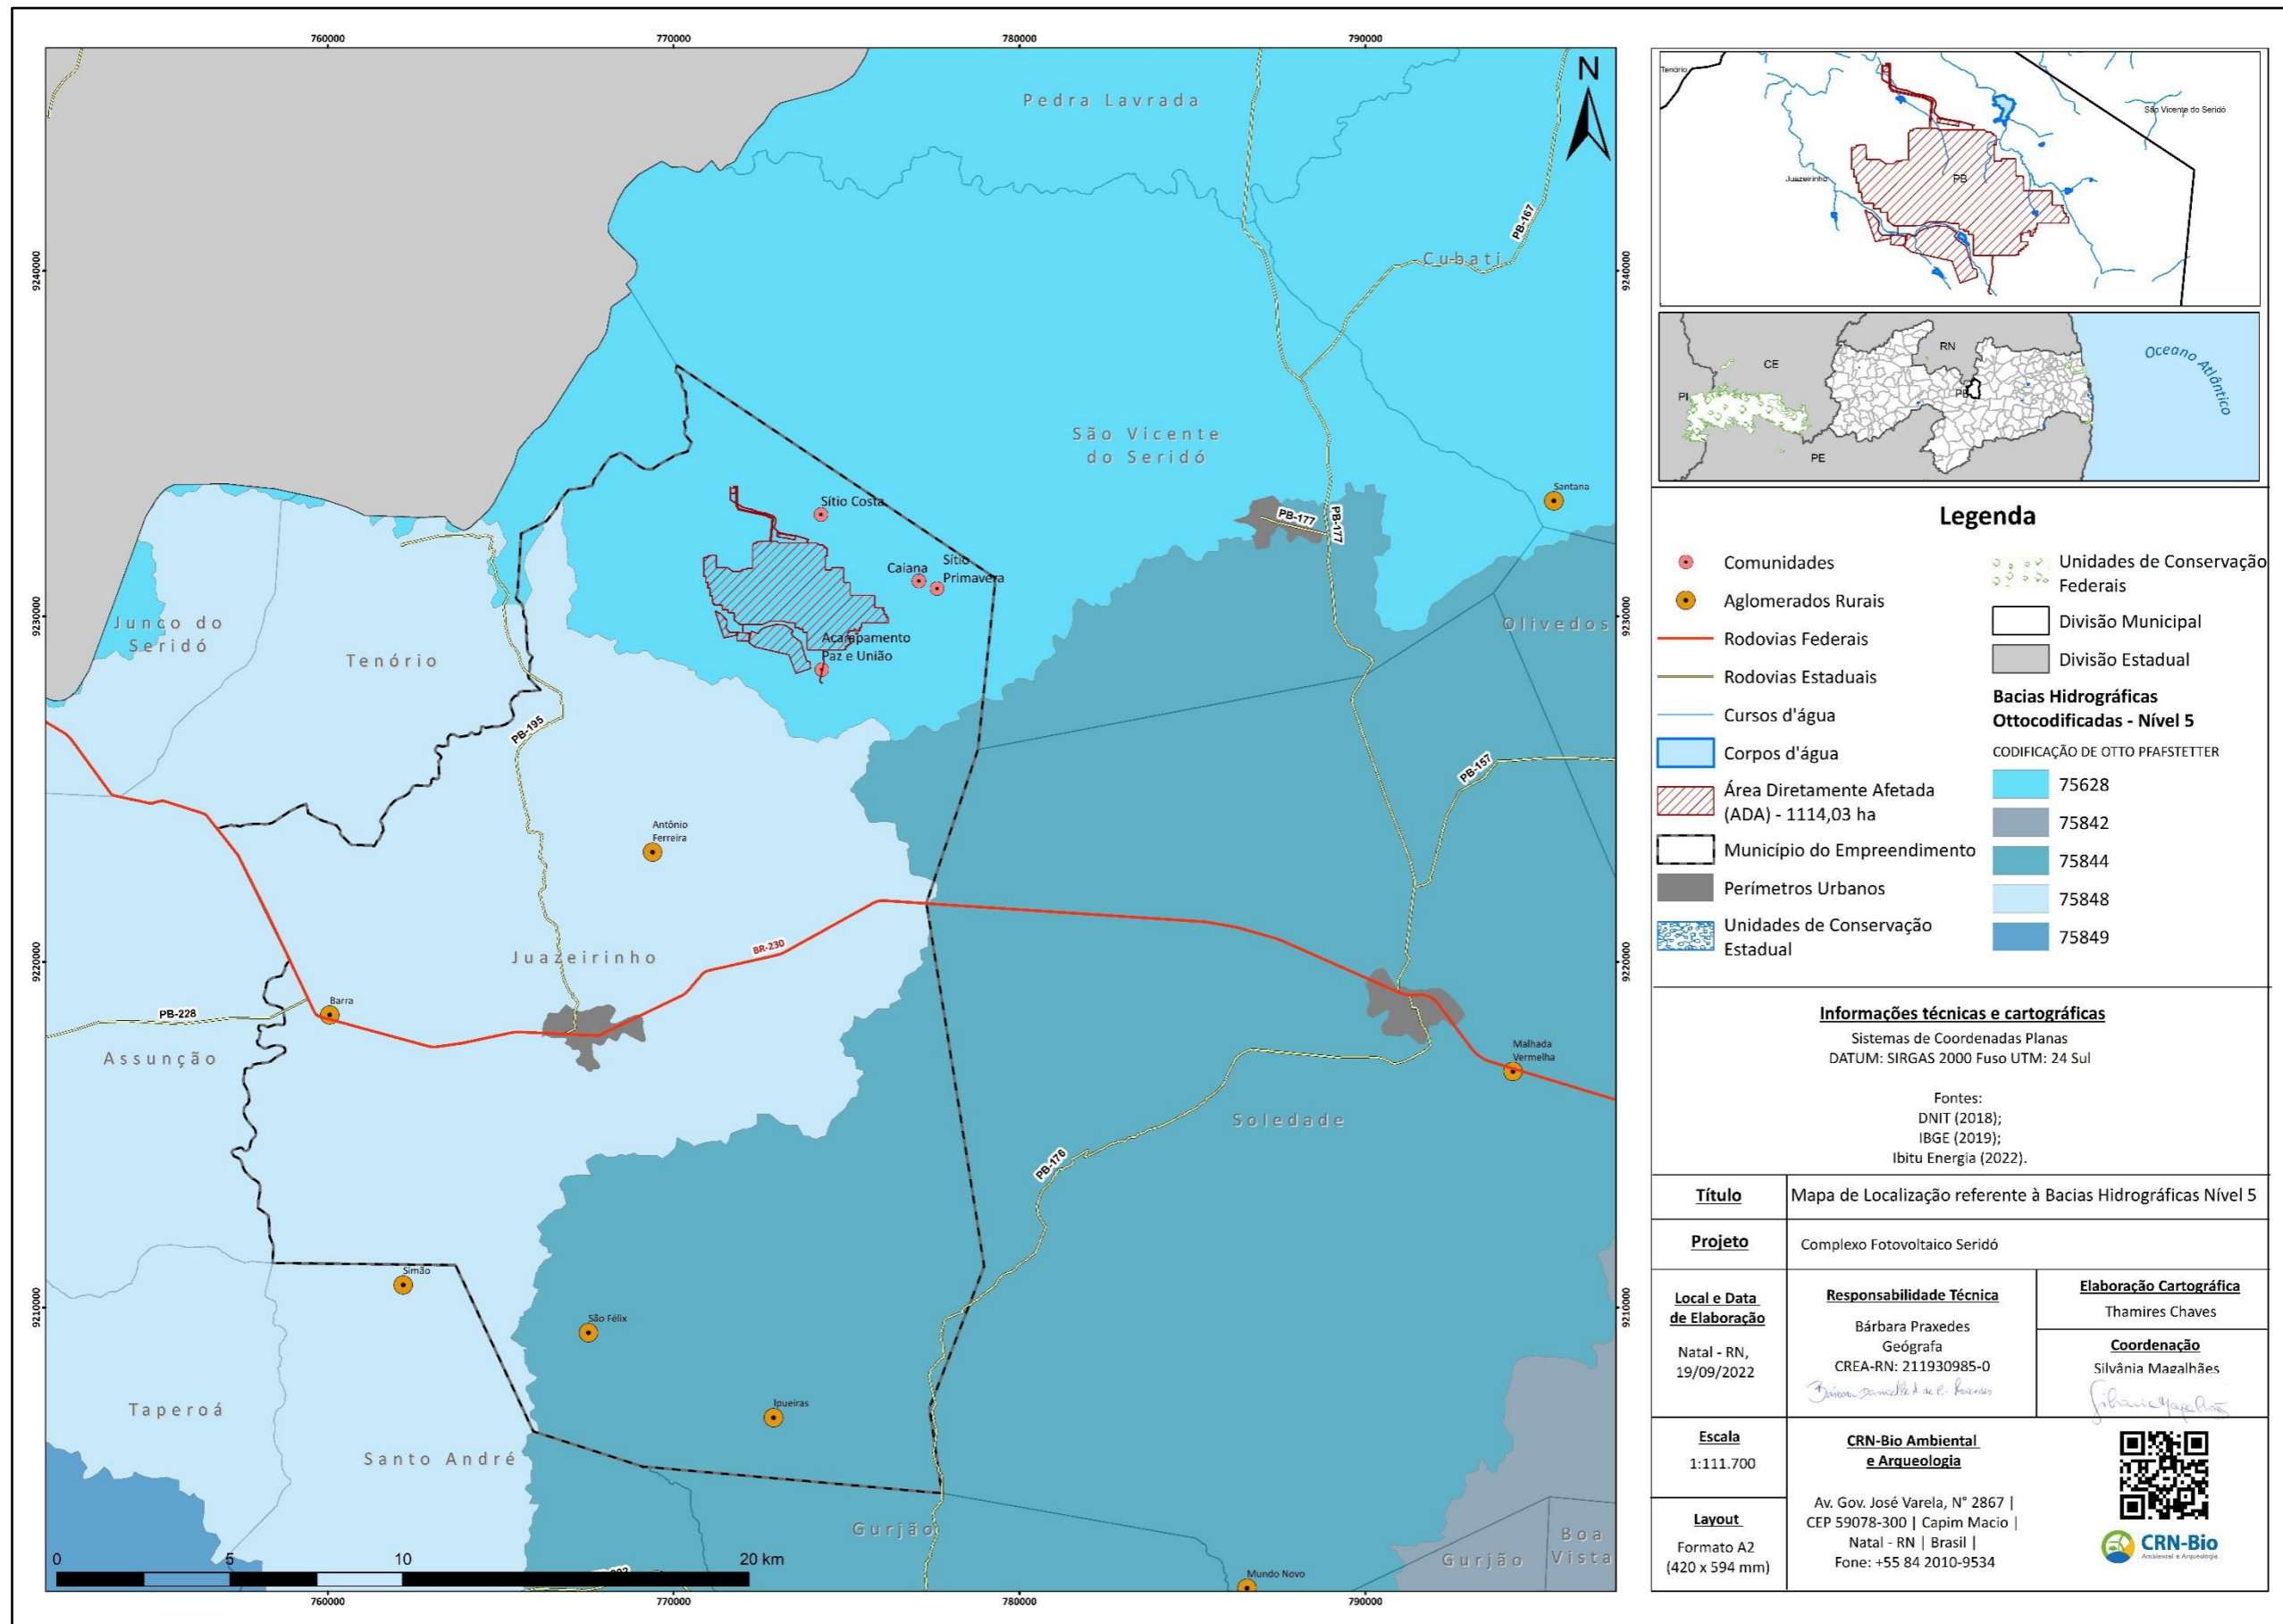 760000
770000
780000
790000
9240000
9230000
9220000
9210000
9240000
9230000
9220000
9210000
760000
770000
780000
790000
N
Pedra Lavrada
PB-167
Cubati
São Vicente
do Seridó
Santana
PB-177
PB-177
Sítio Costa
Caiana
Sítio
Primavera
Acampamento
Paz e União
Olivedos
Junco do
Seridó
Tenório
PB-195
PB-157
Antônio
Ferreira
Juazeirinho
BR-230
Barra
PB-228
Assunção
Malhada
Vermelha
Soledade
PB-176
Simão
São Félix
Ipueiras
Taperoá
Santo André
Gurjão
Gurjão
Boa
Vista
Mundo Novo
0 5 10 20 km
Tenório
São Vicente do Seridó
Juazeirinho
PB
RN
CE
PI
PB
PE
Oceano Atlântico
Legenda
Comunidades
Aglomerados Rurais
Rodovias Federais
Rodovias Estaduais
Cursos d'água
Corpos d'água
Área Diretamente Afetada
(ADA) - 1114,03 ha
Município do Empreendimento
Perímetros Urbanos
Unidades de Conservação
Estadual
Unidades de Conservação
Federais
Divisão Municipal
Divisão Estadual
Bacias Hidrográficas
Ottocodificadas - Nível 5
CODIFICAÇÃO DE OTTO PFAFSTETTER
75628
75842
75844
75848
75849
Informações técnicas e cartográficas
Sistemas de Coordenadas Planas
DATUM: SIRGAS 2000 Fuso UTM: 24 Sul
Fontes:
DNIT (2018);
IBGE (2019);
Ibitu Energia (2022).
Título
Mapa de Localização referente à Bacias Hidrográficas Nível 5
Projeto
Complexo Fotovoltaico Seridó
Local e Data
de Elaboração
Natal - RN,
19/09/2022
Responsabilidade Técnica
Bárbara Praxedes
Geógrafa
CREA-RN: 211930985-0
Elaboração Cartográfica
Thamires Chaves
Coordenação
Silvânia Magalhães
Escala
1:111.700
Layout
Formato A2
(420 x 594 mm)
CRN-Bio Ambiental
e Arqueologia
Av. Gov. José Varela, N° 2867 |
CEP 59078-300 | Capim Macio |
Natal - RN | Brasil |
Fone: +55 84 2010-9534
CRN-Bio
Ambiental e Arqueologia